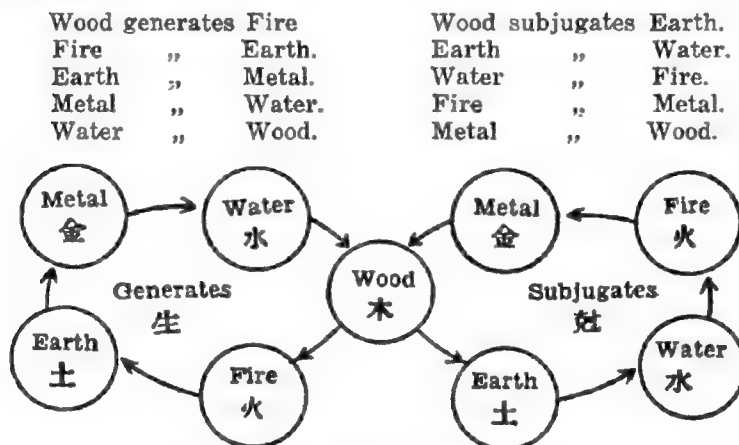 Wood generates Fire
Fire „ Earth.
Earth „ Metal.
Metal „ Water.
Water „ Wood.
Wood subjugates Earth.
Earth „ Water.
Water „ Fire.
Fire „ Metal.
Metal „ Wood.
Metal
金
Water
水
Wood
木
Generates
生
Earth
土
Fire
火
Metal
金
Fire
火
Subjugates
尅
Earth
土
Water
水